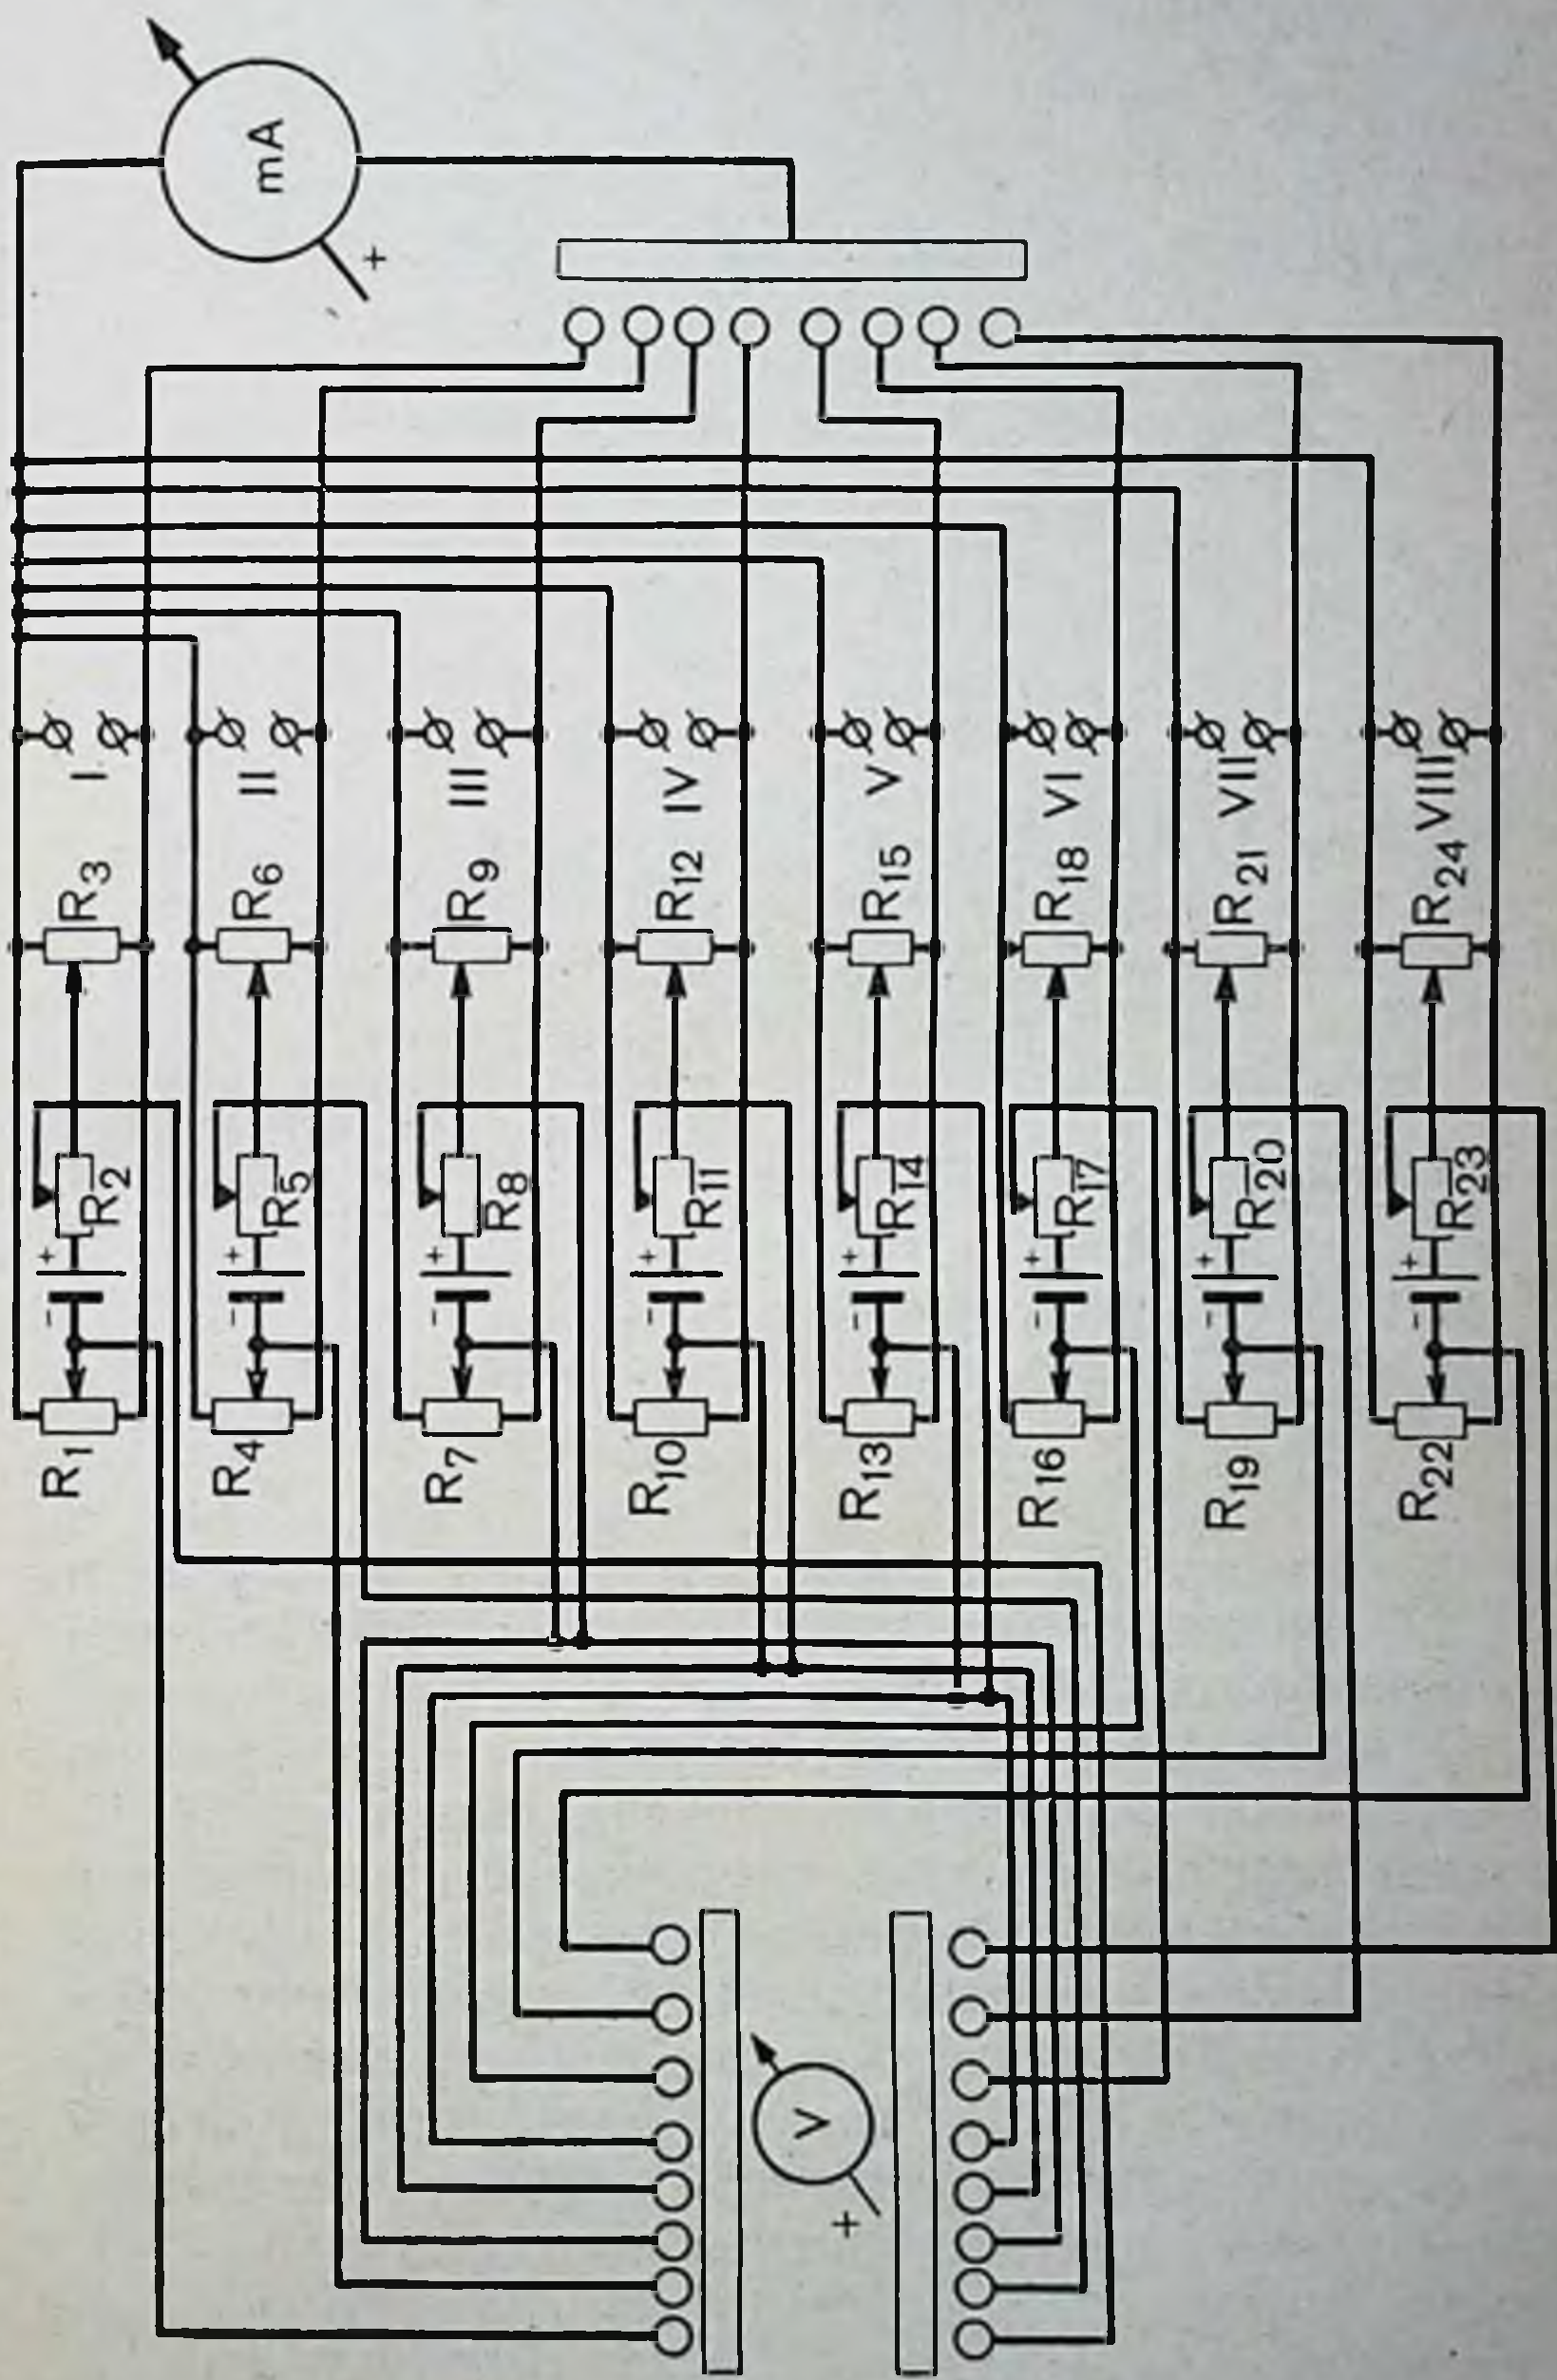 mA
+
I II III IV V VI VII VIII
R3 R6 R9 R12 R15 R18 R21 R24
R2 R5 R8 R11 R14 R17 R20 R23
+ + + + + + + +
− − − − − − − −
R1 R4 R7 R10 R13 R16 R19 R22
V
+